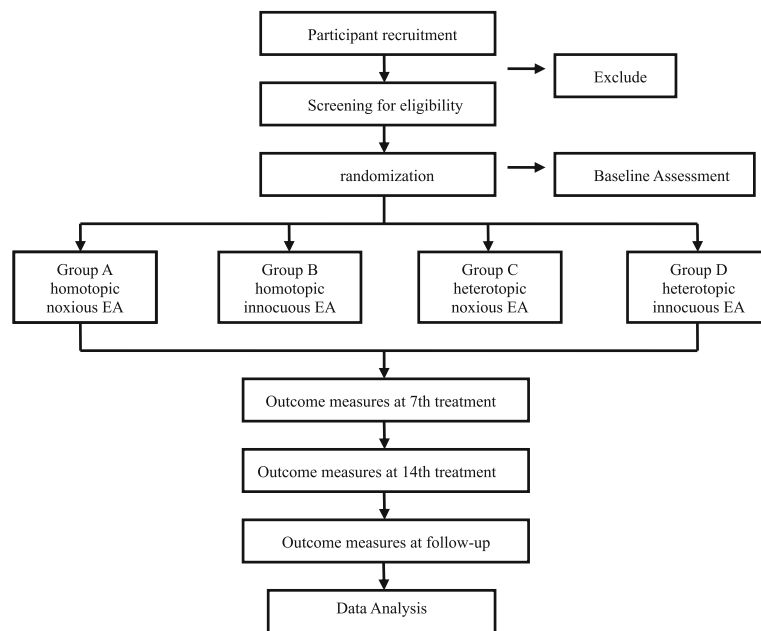 Participant recruitment
Exclude
Screening for eligibility
randomization
Baseline Assessment
Group A
homotopic
noxious EA
Group B
homotopic
innocuous EA
Group C
heterotopic
noxious EA
Group D
heterotopic
innocuous EA
Outcome measures at 7th treatment
Outcome measures at 14th treatment
Outcome measures at follow-up
Data Analysis